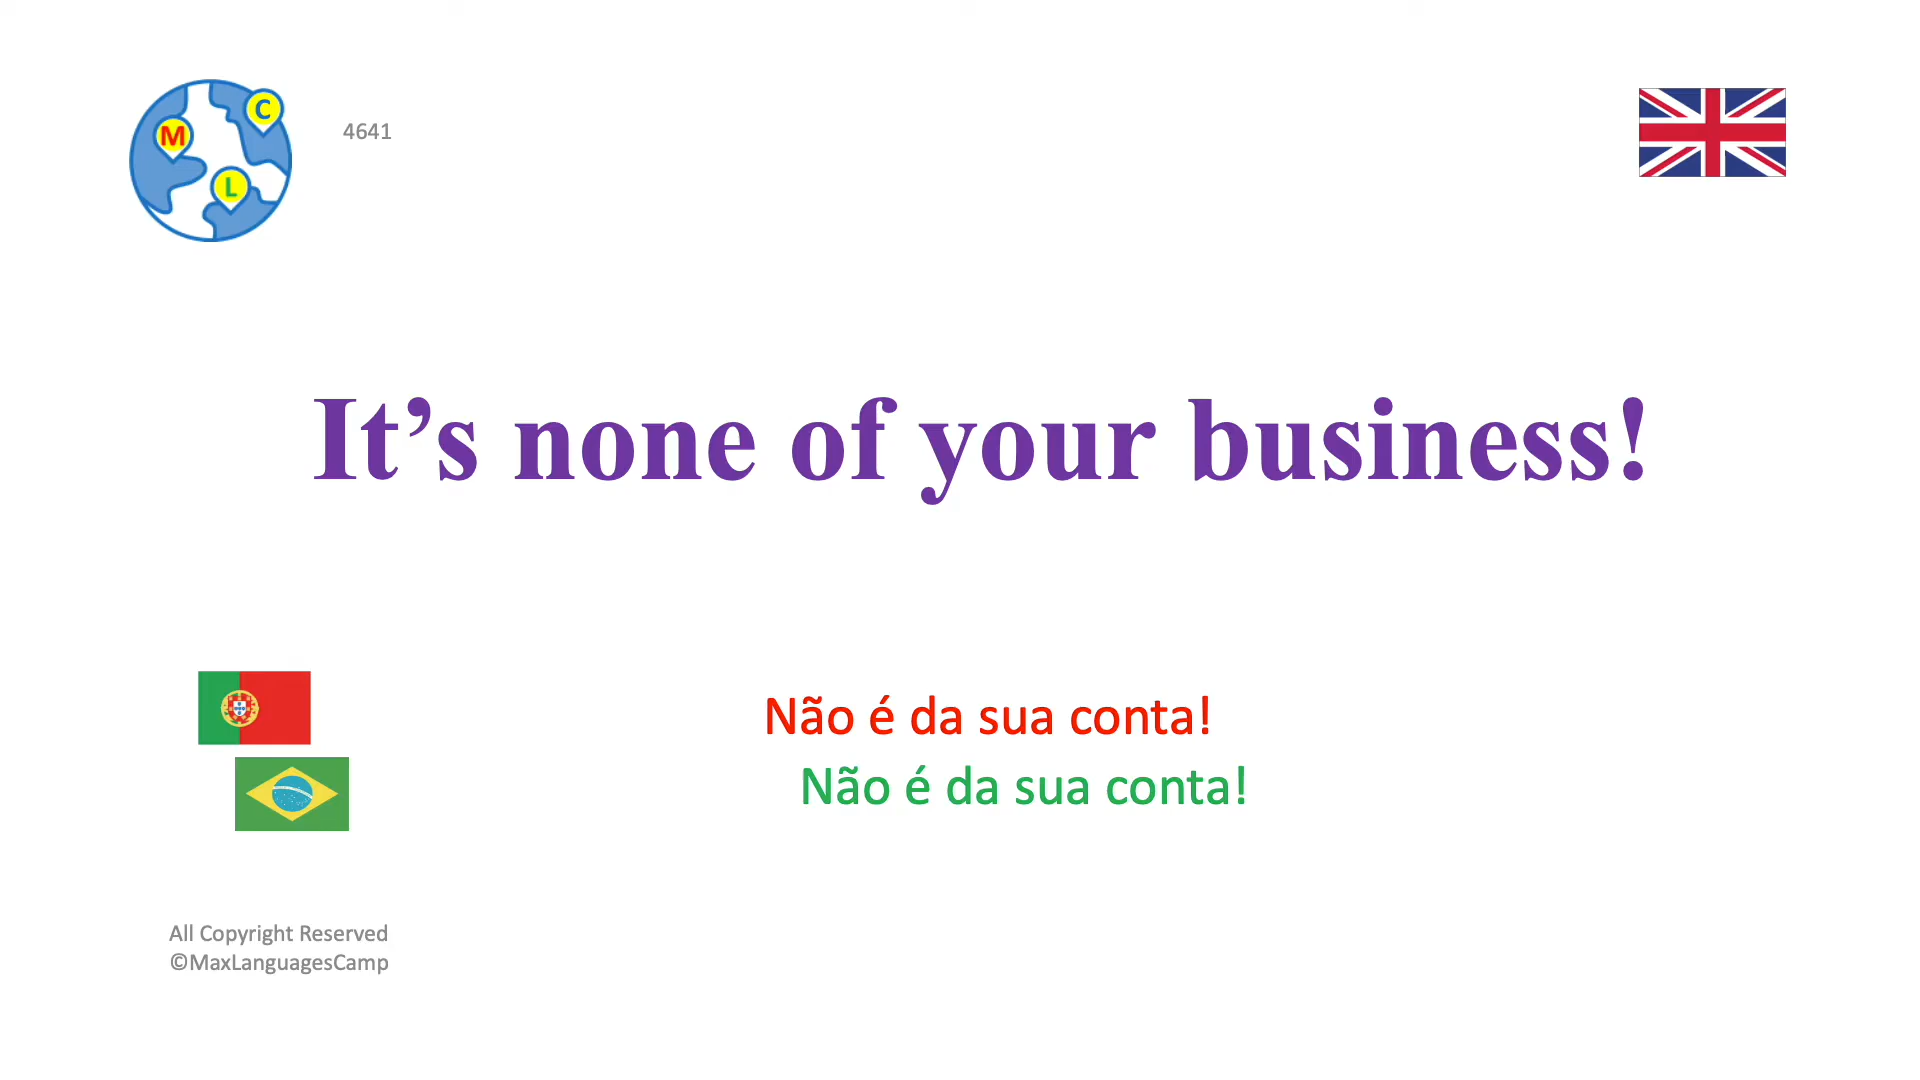 M
C
L
4641
It’s none of your business!
Não é da sua conta!
Não é da sua conta!
All Copyright Reserved
©MaxLanguagesCamp